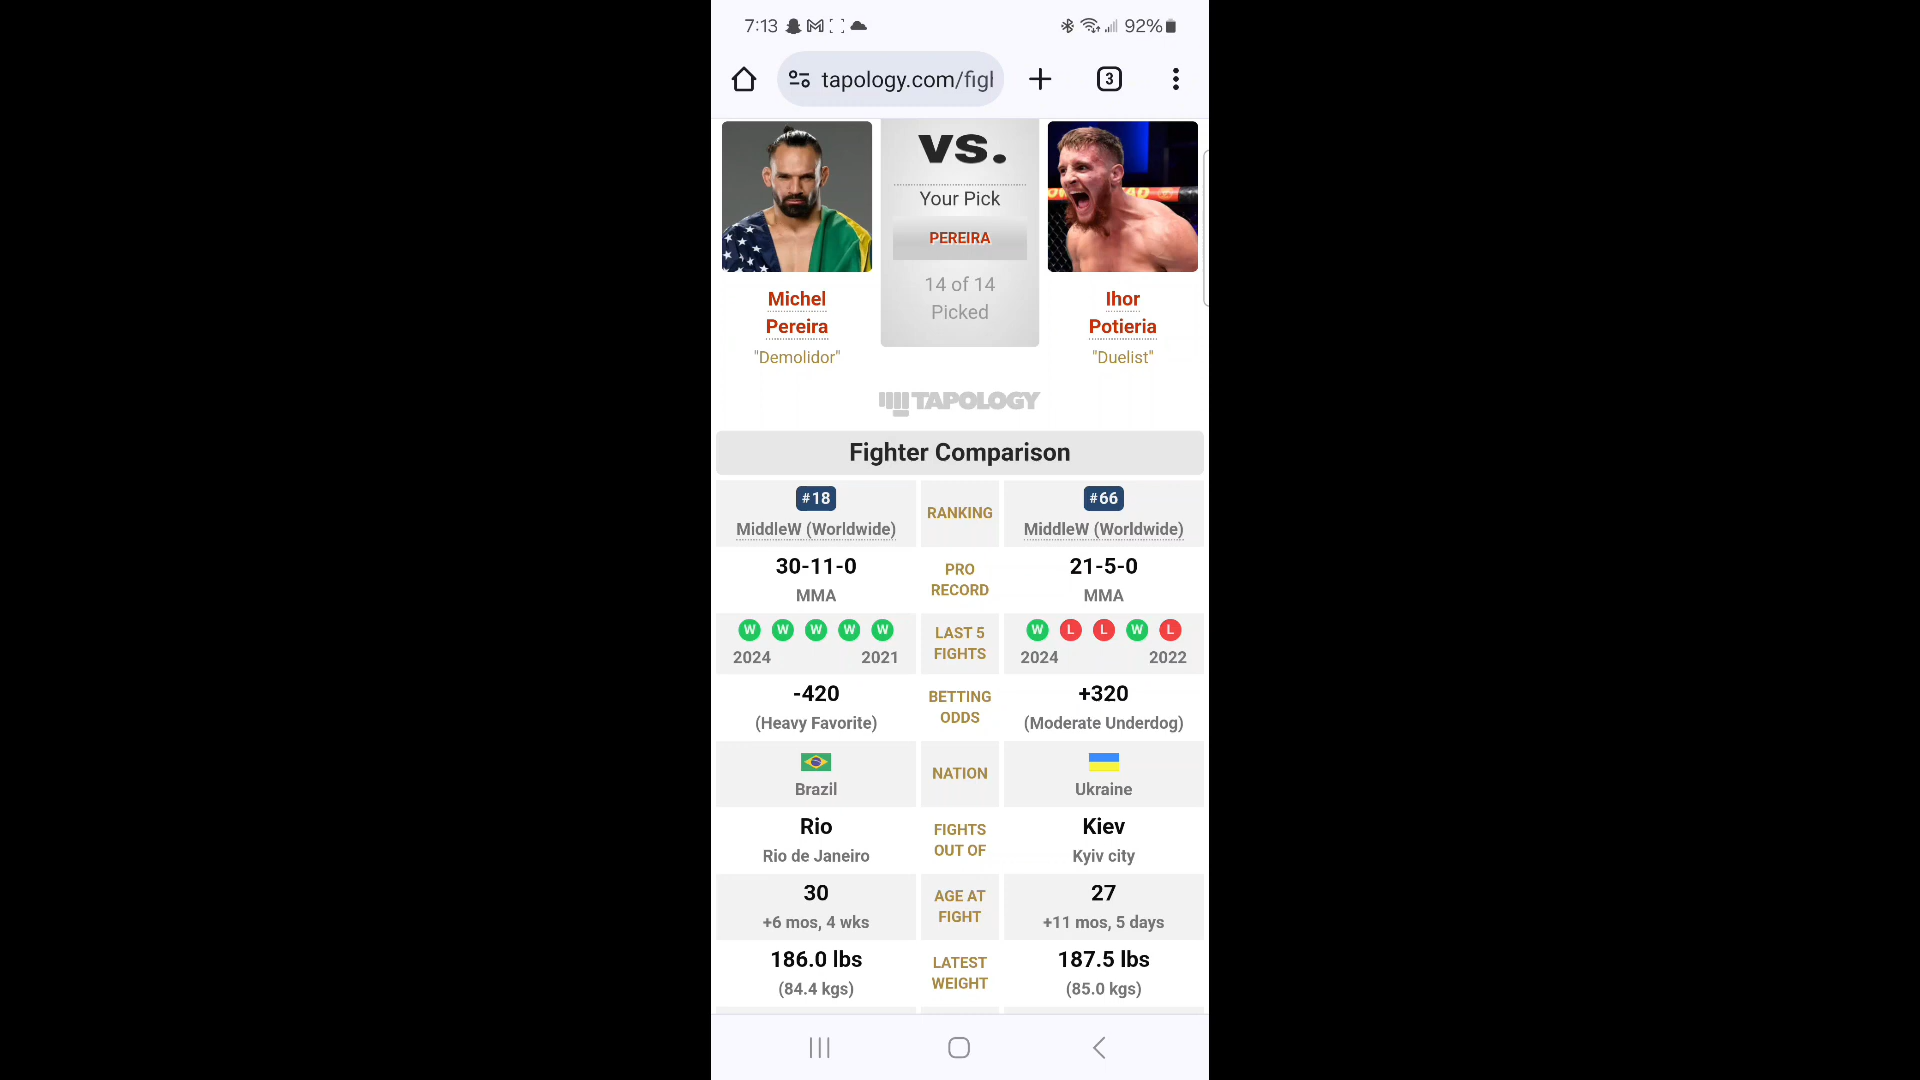 7:13 92%
tapology.com/figl 3
VS.
Your Pick
PEREIRA
14 of 14
Picked
Michel
Pereira
"Demolidor"
Ihor
Potieria
"Duelist"
TAPOLOGY
Fighter Comparison
#18 RANKING #66
MiddleW (Worldwide) MiddleW (Worldwide)
30-11-0 PRO RECORD 21-5-0
MMA MMA
W W W W W LAST 5 FIGHTS W L L W L
2024 2021 2024 2022
-420 BETTING ODDS +320
(Heavy Favorite) (Moderate Underdog)
NATION
Brazil Ukraine
Rio FIGHTS OUT OF Kiev
Rio de Janeiro Kyiv city
30 AGE AT FIGHT 27
+6 mos, 4 wks +11 mos, 5 days
186.0 lbs LATEST WEIGHT 187.5 lbs
(84.4 kgs) (85.0 kgs)